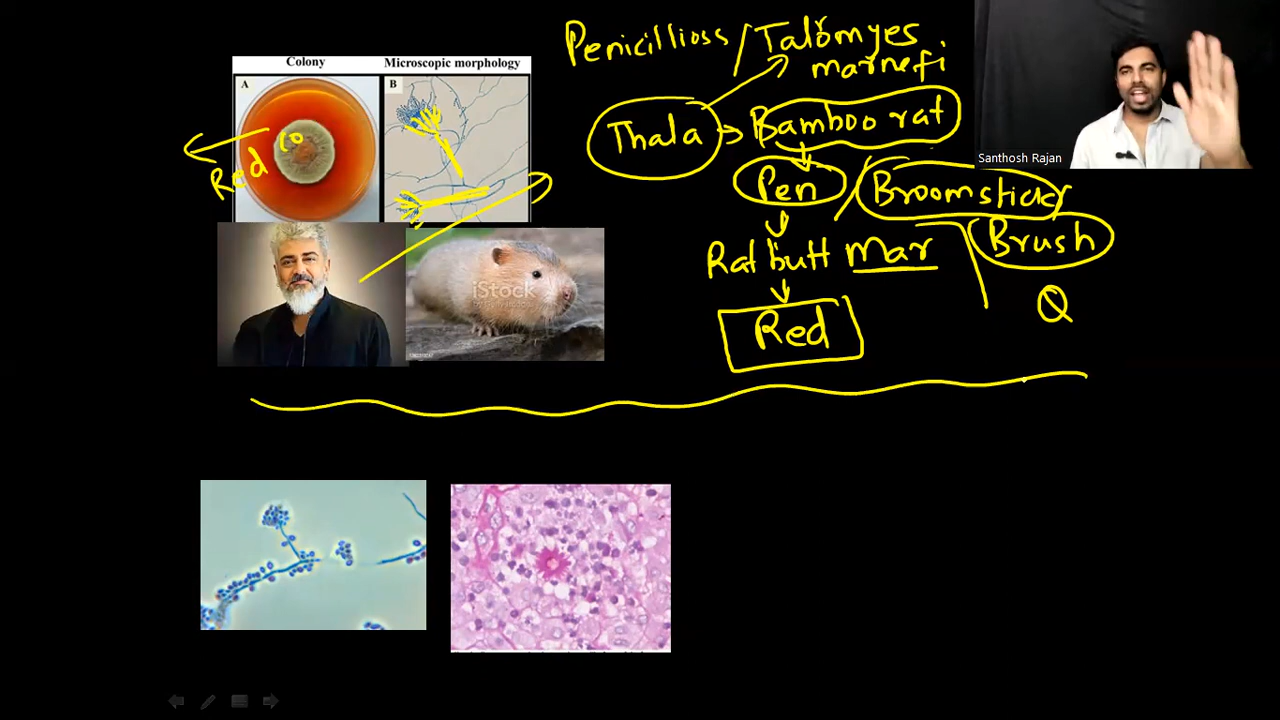 Penicillioss / Talomyes
marnefi
Colony
Microscopic morphology
A
B
Red
Thala
Bamboo rat
Pen
Broomstick
Rat butt Mar
Brush
Q
Red
iStock
Santhosh Rajan